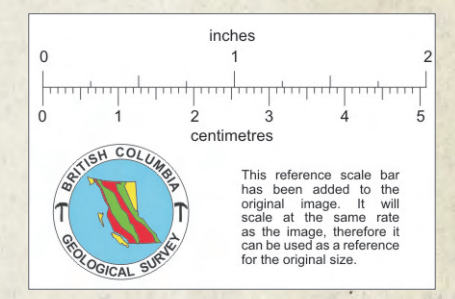 inches
0 1 2
0 1 2 3 4 5
centimetres
BRITISH COLUMBIA
GEOLOGICAL SURVEY
This reference scale bar
has been added to the
original image. It will
scale at the same rate
as the image, therefore it
can be used as a reference
for the original size.